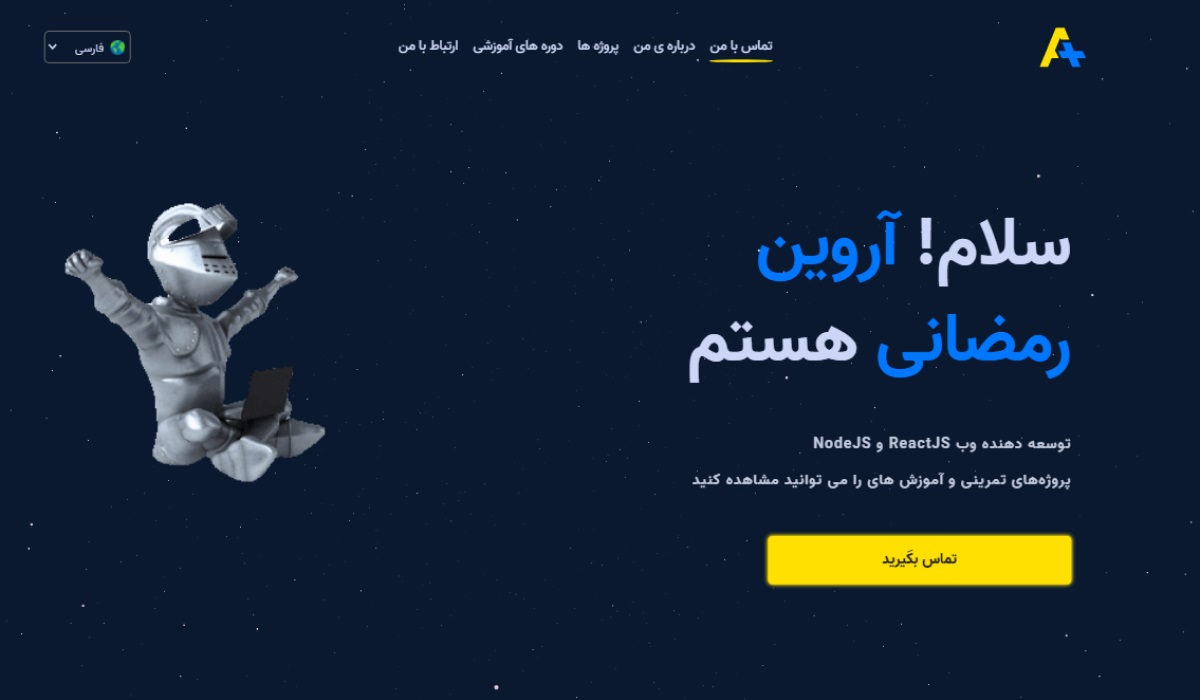 A+
تماس با من
درباره ی من
پروژه ها
دوره های آموزشی
ارتباط با من
فارسی
سلام! آروین
رمضانی هستم
توسعه دهنده وب ReactJS و NodeJS
پروژه‌های تمرینی و آموزش های را می توانید مشاهده کنید
تماس بگیرید